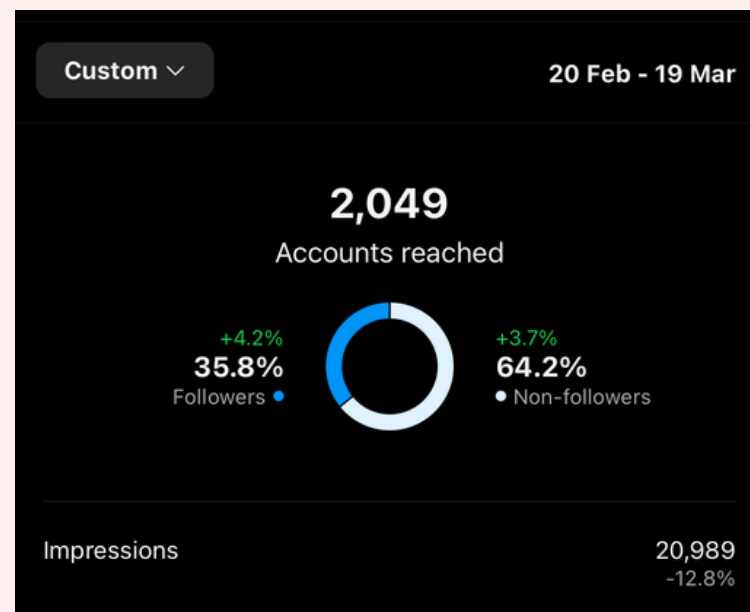 Custom
20 Feb - 19 Mar
2,049
Accounts reached
+4.2%
35.8%
Followers
+3.7%
64.2%
Non-followers
Impressions
20,989
-12.8%